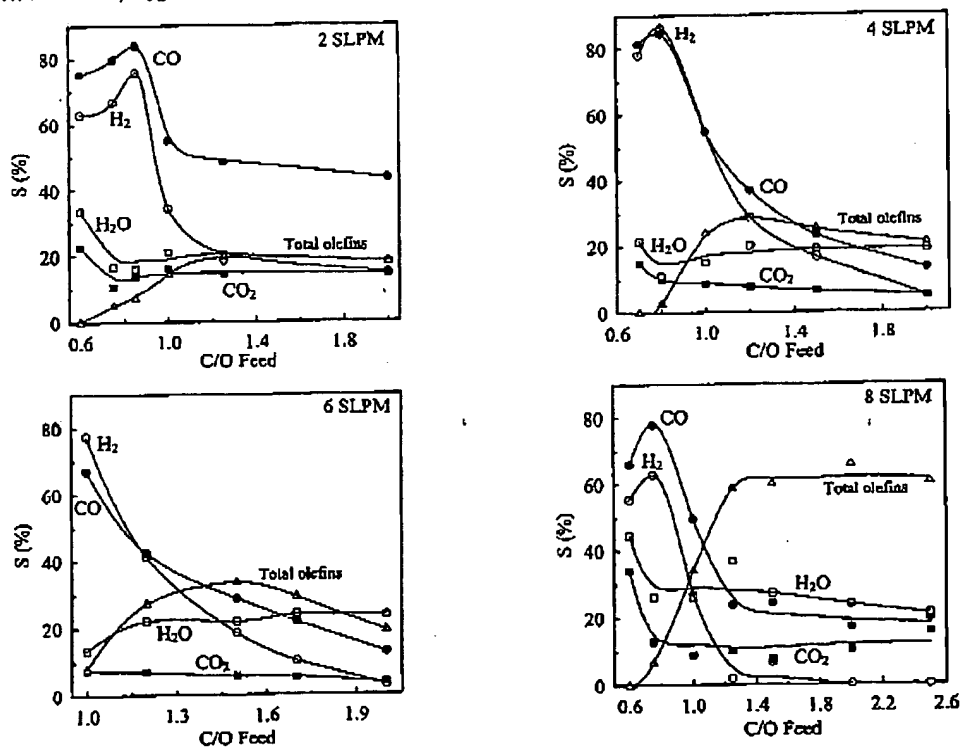 2 SLPM
80
60
40
20
0
S (%)
CO
H₂
H₂O
Total olefins
CO₂
0.6
1.0
1.4
1.8
C/O Feed
4 SLPM
80
60
40
20
0
S (%)
H₂
CO
Total olefins
H₂O
CO₂
0.6
1.0
1.4
1.8
C/O Feed
6 SLPM
80
60
40
20
0
S (%)
H₂
CO
Total olefins
H₂O
CO₂
1.0
1.3
1.6
1.9
C/O Feed
8 SLPM
80
60
40
20
0
S (%)
CO
H₂
Total olefins
H₂O
CO₂
0.6
1.0
1.4
1.8
2.2
2.6
C/O Feed